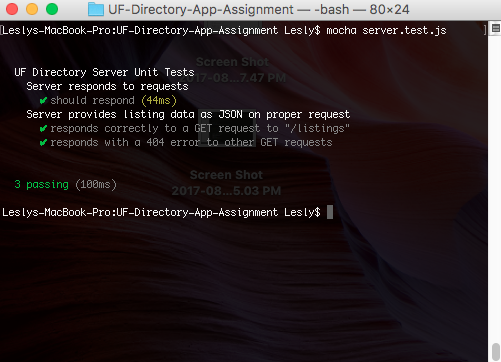 UF-Directory-App-Assignment — -bash — 80×24
[Leslys-MacBook-Pro:UF-Directory-App-Assignment Lesly$ mocha server.test.js ]
UF Directory Server Unit Tests
Server responds to requests
Screen Shot
2017-08...7.47 PM
✔ should respond (44ms)
Server provides listing data as JSON on proper request
✔ responds correctly to a GET request to "/listings"
✔ responds with a 404 error to other GET requests
Screen Shot
3 passing (100ms)
2017-08...5.03 PM
Leslys-MacBook-Pro:UF-Directory-App-Assignment Lesly$